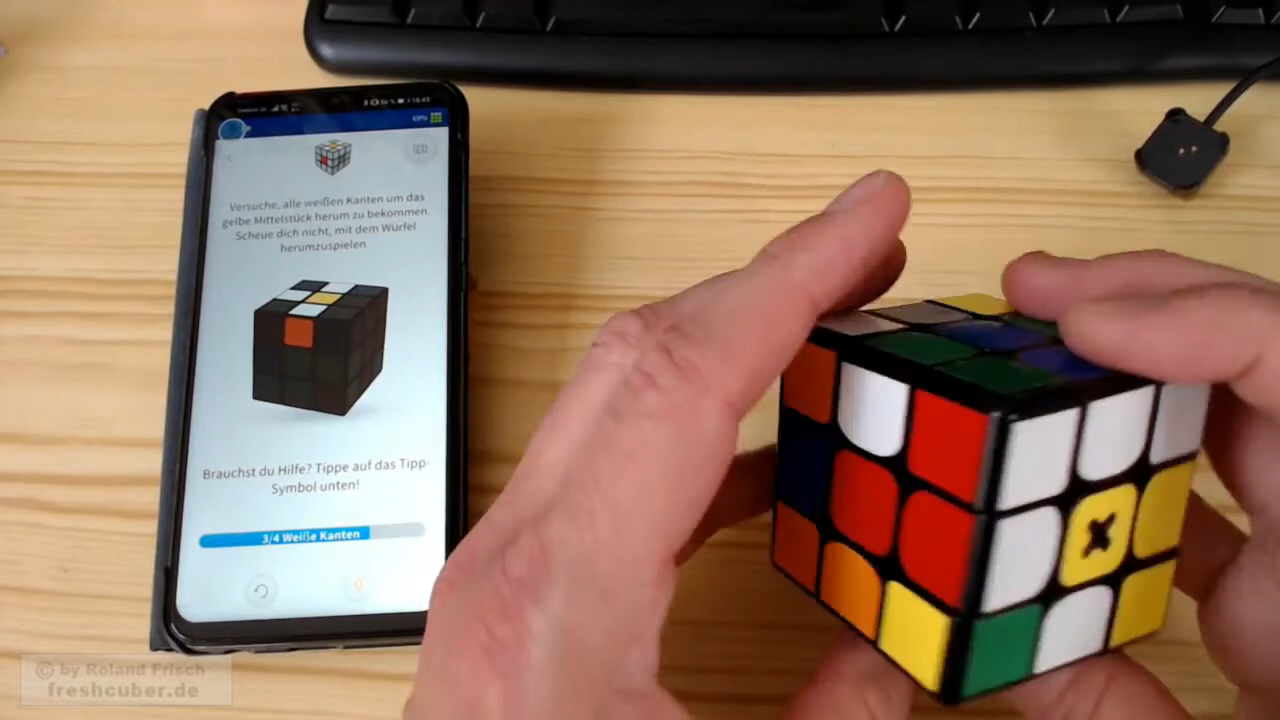 Versuche, alle weißen Kanten um das
gelbe Mittelstück herum zu bekommen.
Scheue dich nicht, mit dem Würfel
herumzuspielen
Brauchst du Hilfe? Tippe auf das Tipp-
Symbol unten!
3/4 Weiße Kanten
© by Roland Frisch
freshcuber.de